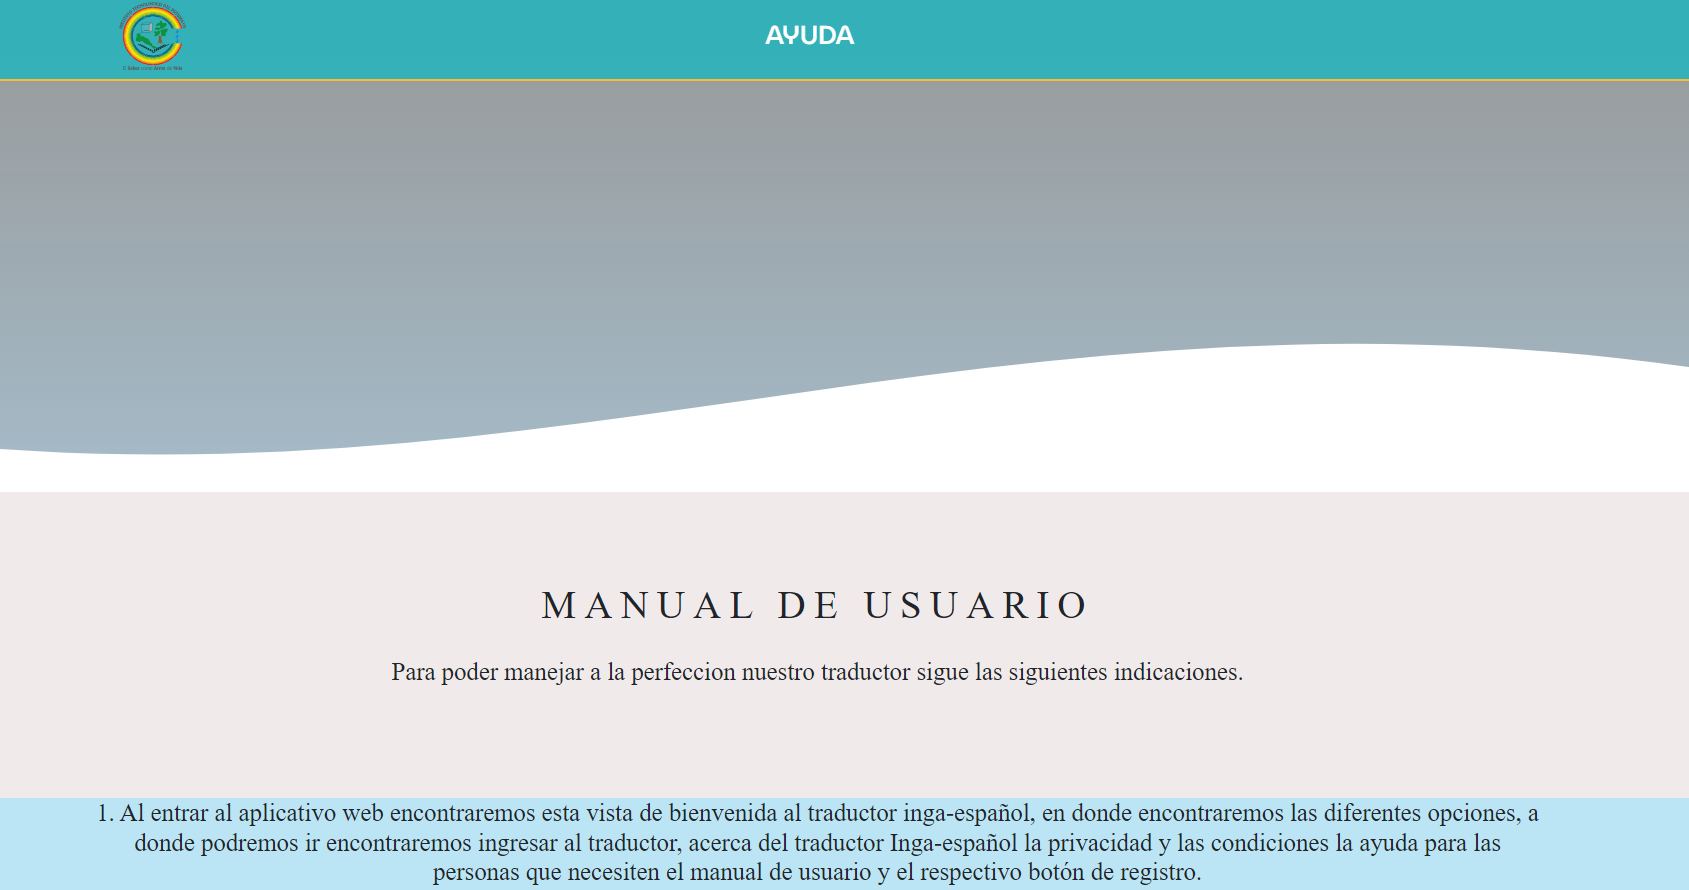 AYUDA
MANUAL DE USUARIO
Para poder manejar a la perfeccion nuestro traductor sigue las siguientes indicaciones.
1. Al entrar al aplicativo web encontraremos esta vista de bienvenida al traductor inga-español, en donde encontraremos las diferentes opciones, a
donde podremos ir encontraremos ingresar al traductor, acerca del traductor Inga-español la privacidad y las condiciones la ayuda para las
personas que necesiten el manual de usuario y el respectivo botón de registro.